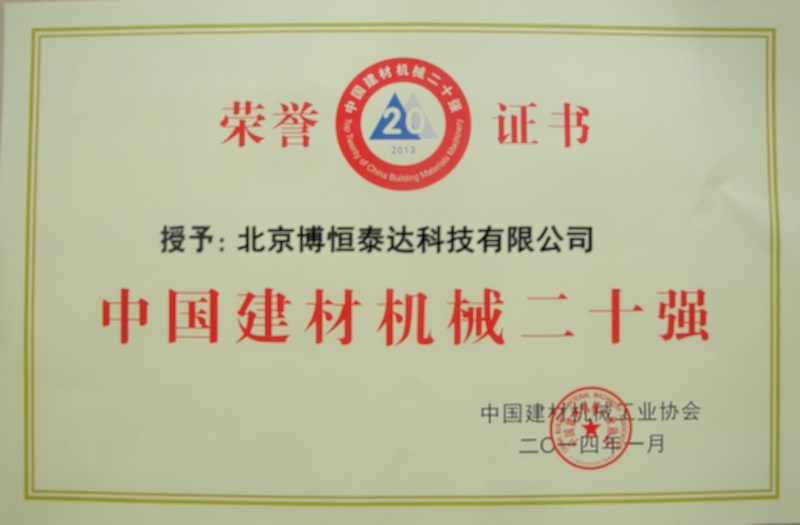 中国建材机械二十强
20
2013
Top Twenty of China Building Materials Machinery
荣誉 证书
授予：北京博恒泰达科技有限公司
中国建材机械二十强
中国建材机械工业协会
二〇一四年一月